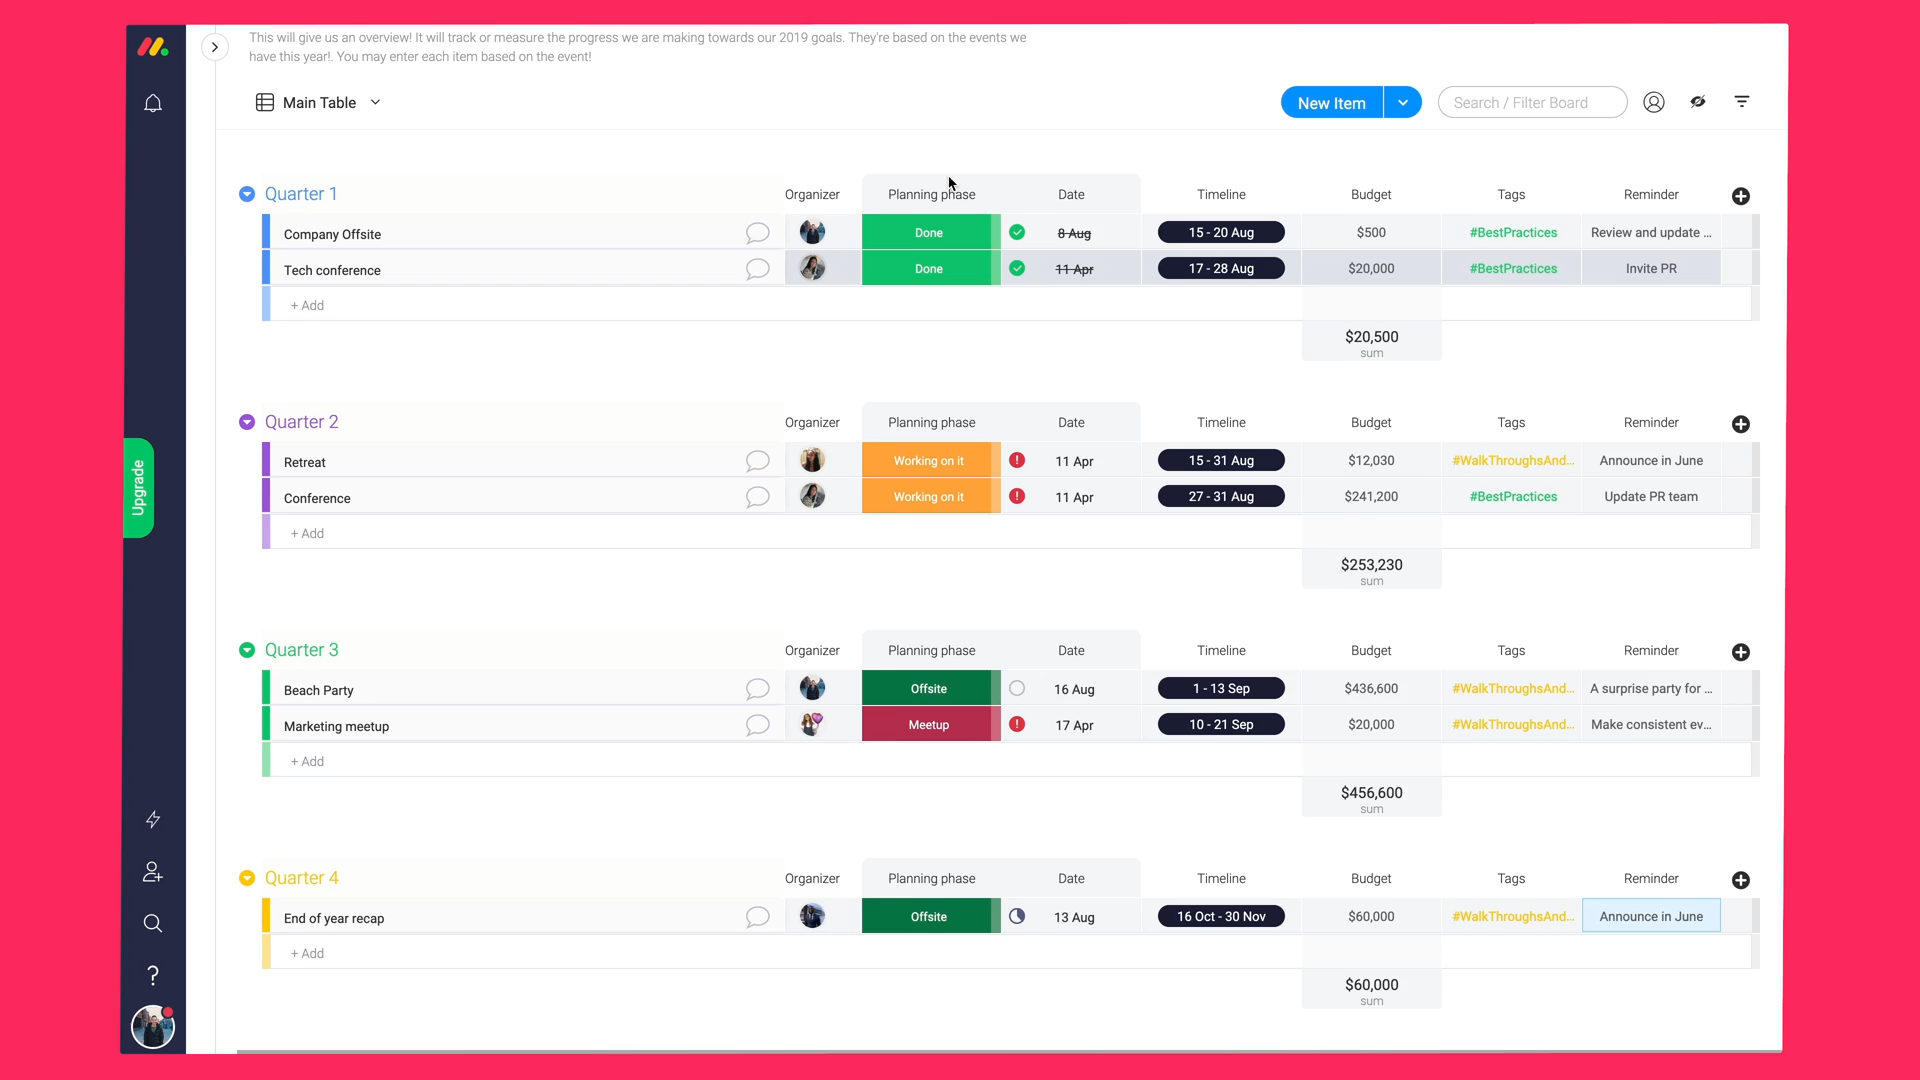 This will give us an overview! It will track or measure the progress we are making towards our 2019 goals. They're based on the events we
have this year!. You may enter each item based on the event!
Main Table
New Item
Search / Filter Board
Quarter 1 Organizer Planning phase Date Timeline Budget Tags Reminder
Company Offsite Done 8 Aug 15 - 20 Aug $500 #BestPractices Review and update ...
Tech conference Done 11 Apr 17 - 28 Aug $20,000 #BestPractices Invite PR
+ Add
$20,500
sum
Quarter 2 Organizer Planning phase Date Timeline Budget Tags Reminder
Retreat Working on it 11 Apr 15 - 31 Aug $12,030 #WalkThroughsAnd... Announce in June
Conference Working on it 11 Apr 27 - 31 Aug $241,200 #BestPractices Update PR team
+ Add
$253,230
sum
Upgrade
Quarter 3 Organizer Planning phase Date Timeline Budget Tags Reminder
Beach Party Offsite 16 Aug 1 - 13 Sep $436,600 #WalkThroughsAnd... A surprise party for ...
Marketing meetup Meetup 17 Apr 10 - 21 Sep $20,000 #WalkThroughsAnd... Make consistent ev...
+ Add
$456,600
sum
Quarter 4 Organizer Planning phase Date Timeline Budget Tags Reminder
End of year recap Offsite 13 Aug 16 Oct - 30 Nov $60,000 #WalkThroughsAnd... Announce in June
+ Add
$60,000
sum